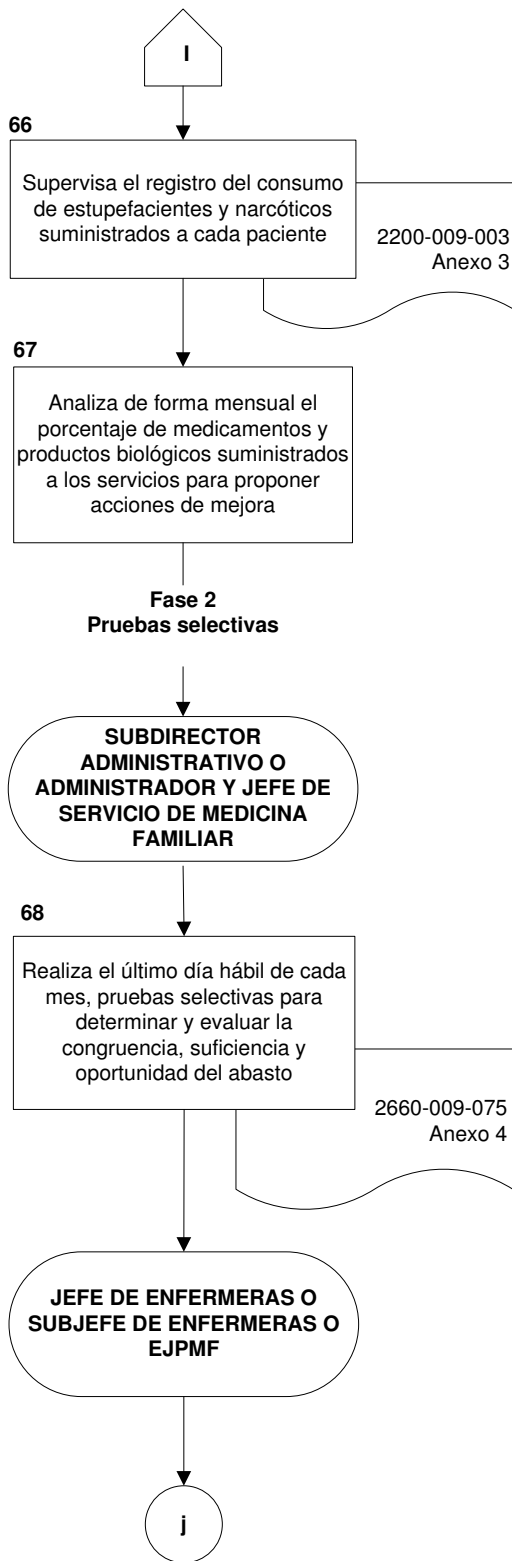 I
66
Supervisa el registro del consumo
de estupefacientes y narcóticos
suministrados a cada paciente
2200-009-003
Anexo 3
67
Analiza de forma mensual el
porcentaje de medicamentos y
productos biológicos suministrados
a los servicios para proponer
acciones de mejora
Fase 2
Pruebas selectivas
SUBDIRECTOR
ADMINISTRATIVO O
ADMINISTRADOR Y JEFE DE
SERVICIO DE MEDICINA
FAMILIAR
68
Realiza el último día hábil de cada
mes, pruebas selectivas para
determinar y evaluar la
congruencia, suficiencia y
oportunidad del abasto
2660-009-075
Anexo 4
JEFE DE ENFERMERAS O
SUBJEFE DE ENFERMERAS O
EJPMF
j